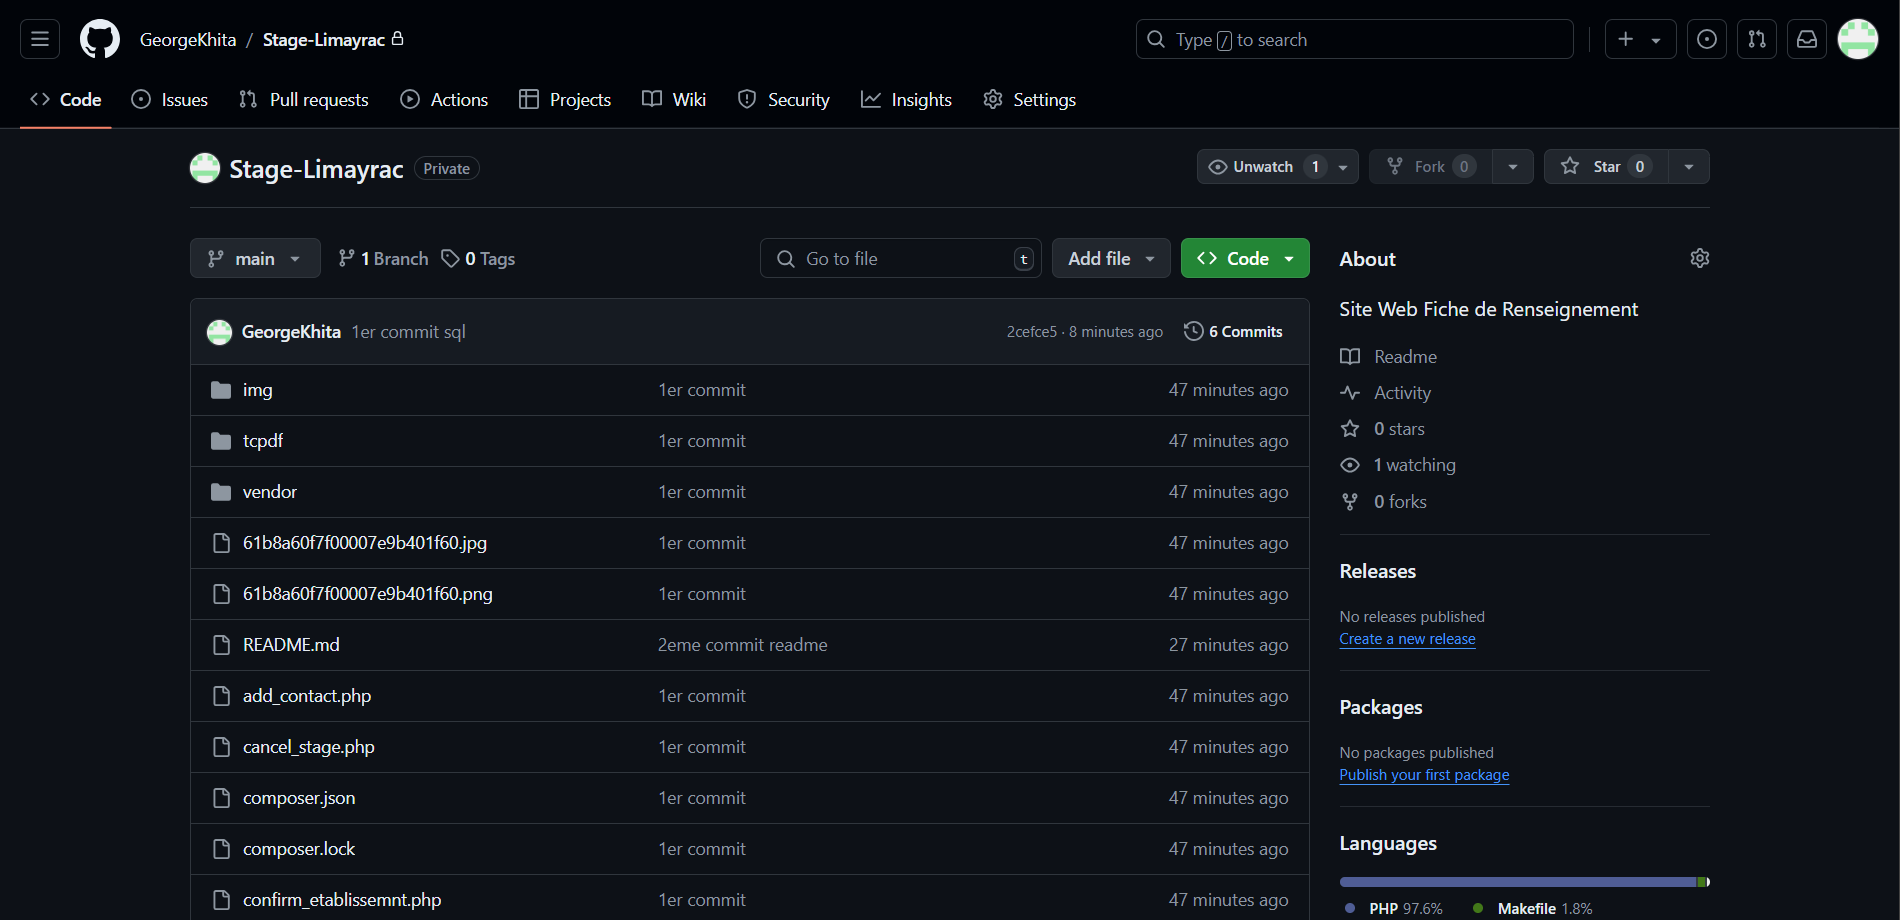 GeorgeKhita / Stage-Limayrac
Type / to search
Code Issues Pull requests Actions Projects Wiki Security Insights Settings
Stage-Limayrac Private
Unwatch 1 Fork 0 Star 0
main 1 Branch 0 Tags Go to file t Add file Code
GeorgeKhita 1er commit sql 2cefce5 · 8 minutes ago 6 Commits
img 1er commit 47 minutes ago
tcpdf 1er commit 47 minutes ago
vendor 1er commit 47 minutes ago
61b8a60f7f00007e9b401f60.jpg 1er commit 47 minutes ago
61b8a60f7f00007e9b401f60.png 1er commit 47 minutes ago
README.md 2eme commit readme 27 minutes ago
add_contact.php 1er commit 47 minutes ago
cancel_stage.php 1er commit 47 minutes ago
composer.json 1er commit 47 minutes ago
composer.lock 1er commit 47 minutes ago
confirm_etablissemnt.php 1er commit 47 minutes ago
About
Site Web Fiche de Renseignement
Readme
Activity
0 stars
1 watching
0 forks
Releases
No releases published
Create a new release
Packages
No packages published
Publish your first package
Languages
PHP 97.6% Makefile 1.8%